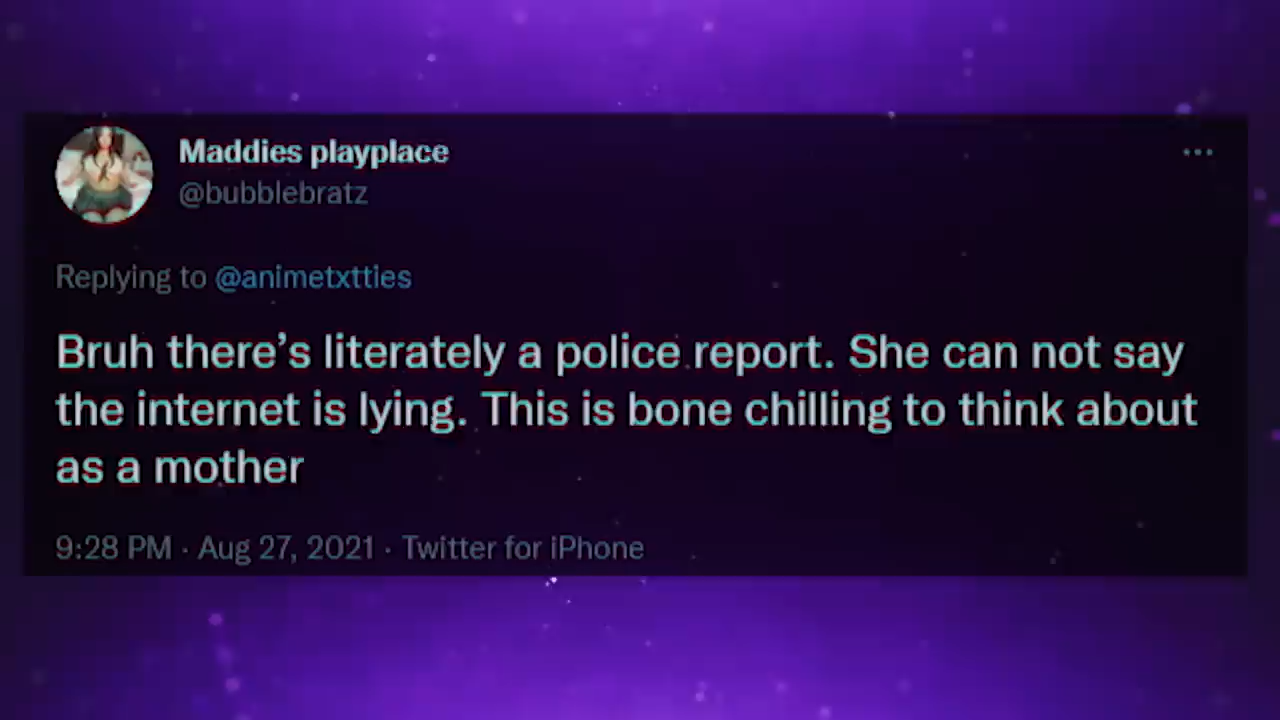 Maddies playplace
@bubblebratz
Replying to @animetxtties
Bruh there’s literately a police report. She can not say
the internet is lying. This is bone chilling to think about
as a mother
9:28 PM · Aug 27, 2021 · Twitter for iPhone